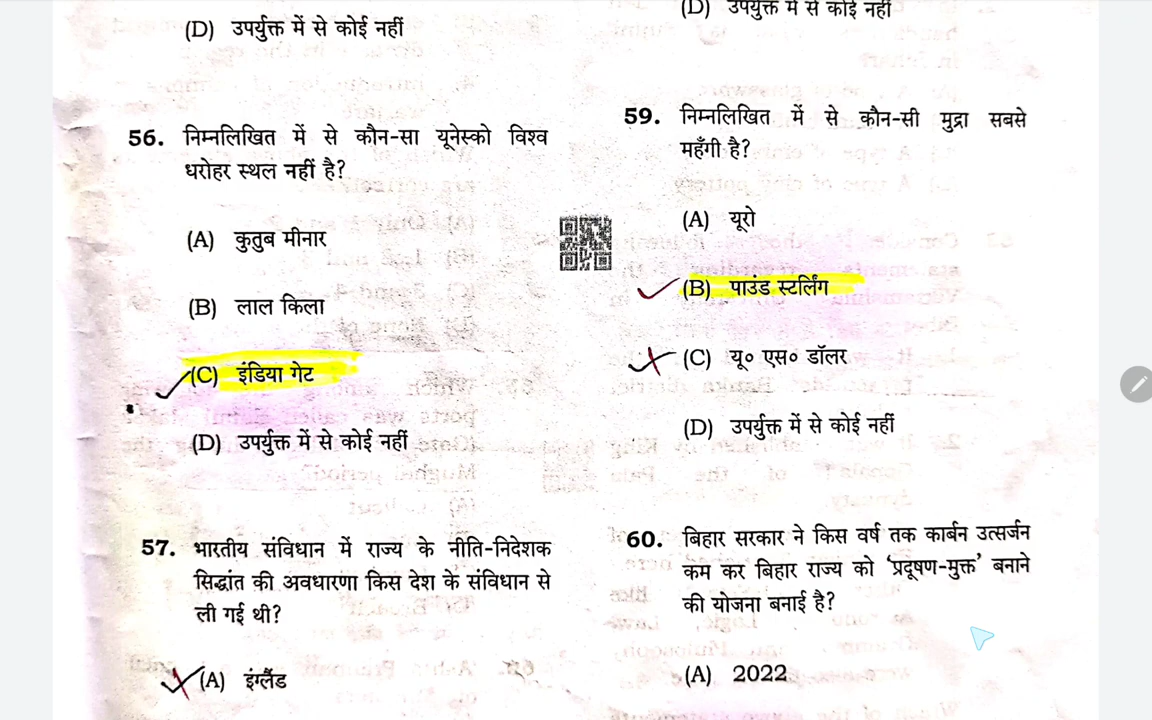 (D) उपर्युक्त में से कोई नहीं
56. निम्नलिखित में से कौन-सा यूनेस्को विश्व
धरोहर स्थल नहीं है?
(A) कुतुब मीनार
(B) लाल किला
(C) इंडिया गेट
(D) उपर्युक्त में से कोई नहीं
57. भारतीय संविधान में राज्य के नीति-निदेशक
सिद्धांत की अवधारणा किस देश के संविधान से
ली गई थी?
(A) इंग्लैंड
(D) उपर्युक्त में से कोई नहीं
59. निम्नलिखित में से कौन-सी मुद्रा सबसे
महँगी है?
(A) यूरो
(B) पाउंड स्टर्लिंग
(C) यू० एस० डॉलर
(D) उपर्युक्त में से कोई नहीं
60. बिहार सरकार ने किस वर्ष तक कार्बन उत्सर्जन
कम कर बिहार राज्य को ‘प्रदूषण-मुक्त’ बनाने
की योजना बनाई है?
(A) 2022